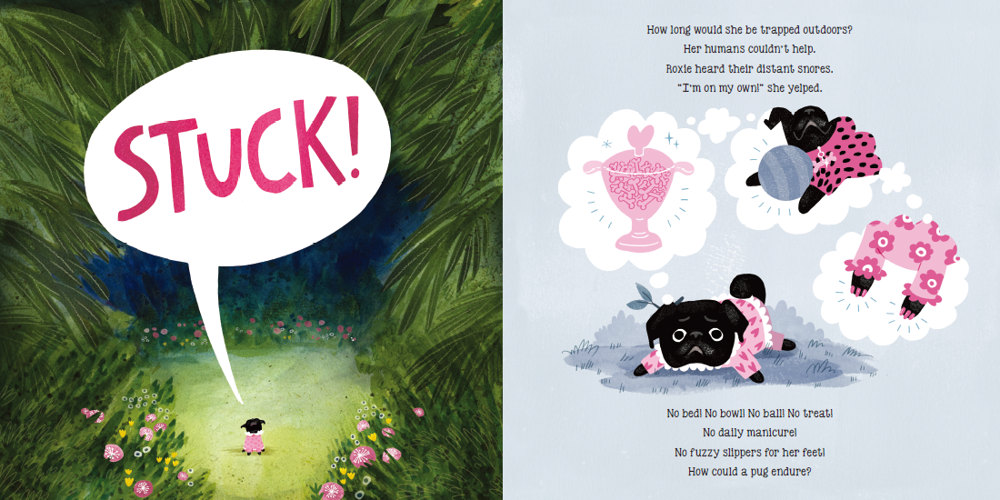 STUCK!
How long would she be trapped outdoors?
Her humans couldn't help.
Roxie heard their distant snores.
"I'm on my own!" she yelped.
No bed! No bowl! No ball! No treat!
No daily manicure!
No fuzzy slippers for her feet!
How could a pug endure?